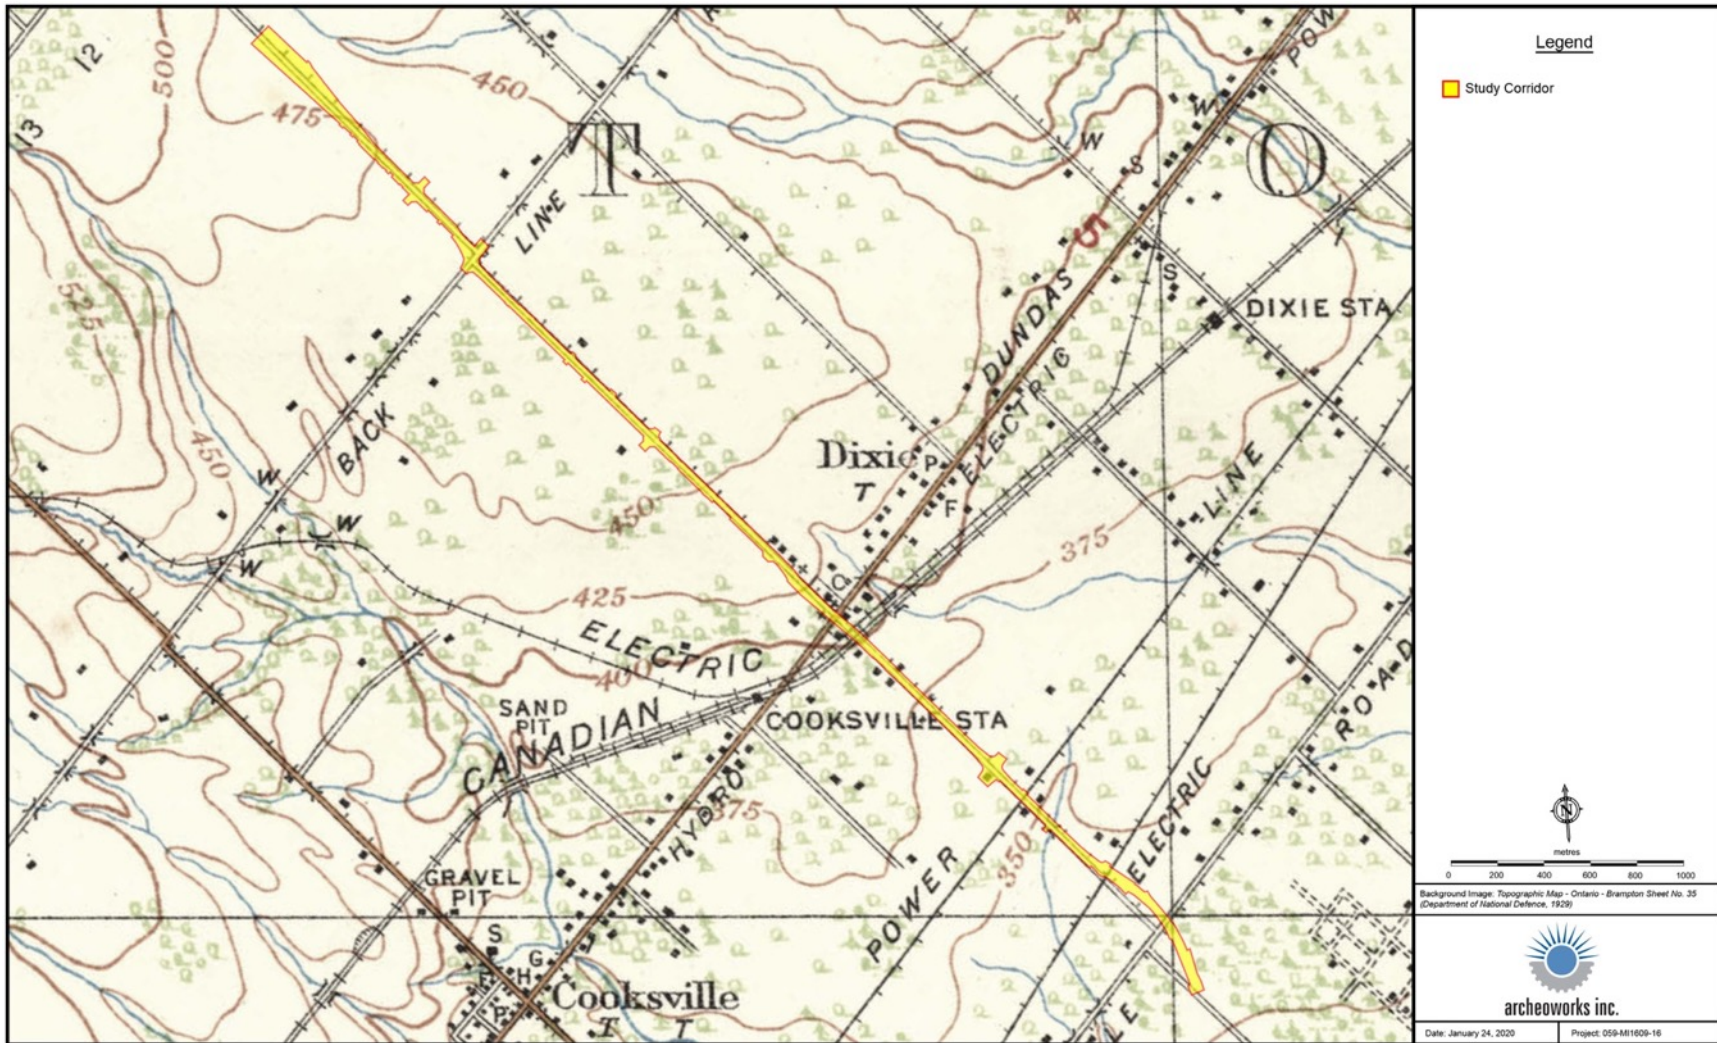 12
500
13
475
450
T
LINE
POW
W
W
S
O
5
525
S
DUNDAS
DIXIE STA
ELECTRIC
450
BACK
W
Dixie P
T
F
LINE
450
W
W
375
C
425
ELECTRIC
400
SAND
PIT
CANADIAN
COOKSVILLE STA
ROAD
HYDRO
375
ELECTRIC
350
POWER
GRAVEL
PIT
S
G
F
H
P
Cooksville
T T
Legend
Study Corridor
N
metres
0 200 400 600 800 1000
Background Image: Topographic Map - Ontario - Brampton Sheet No. 35
(Department of National Defence, 1929)
archeoworks inc.
Date: January 24, 2020
Project: 059-MI1609-16